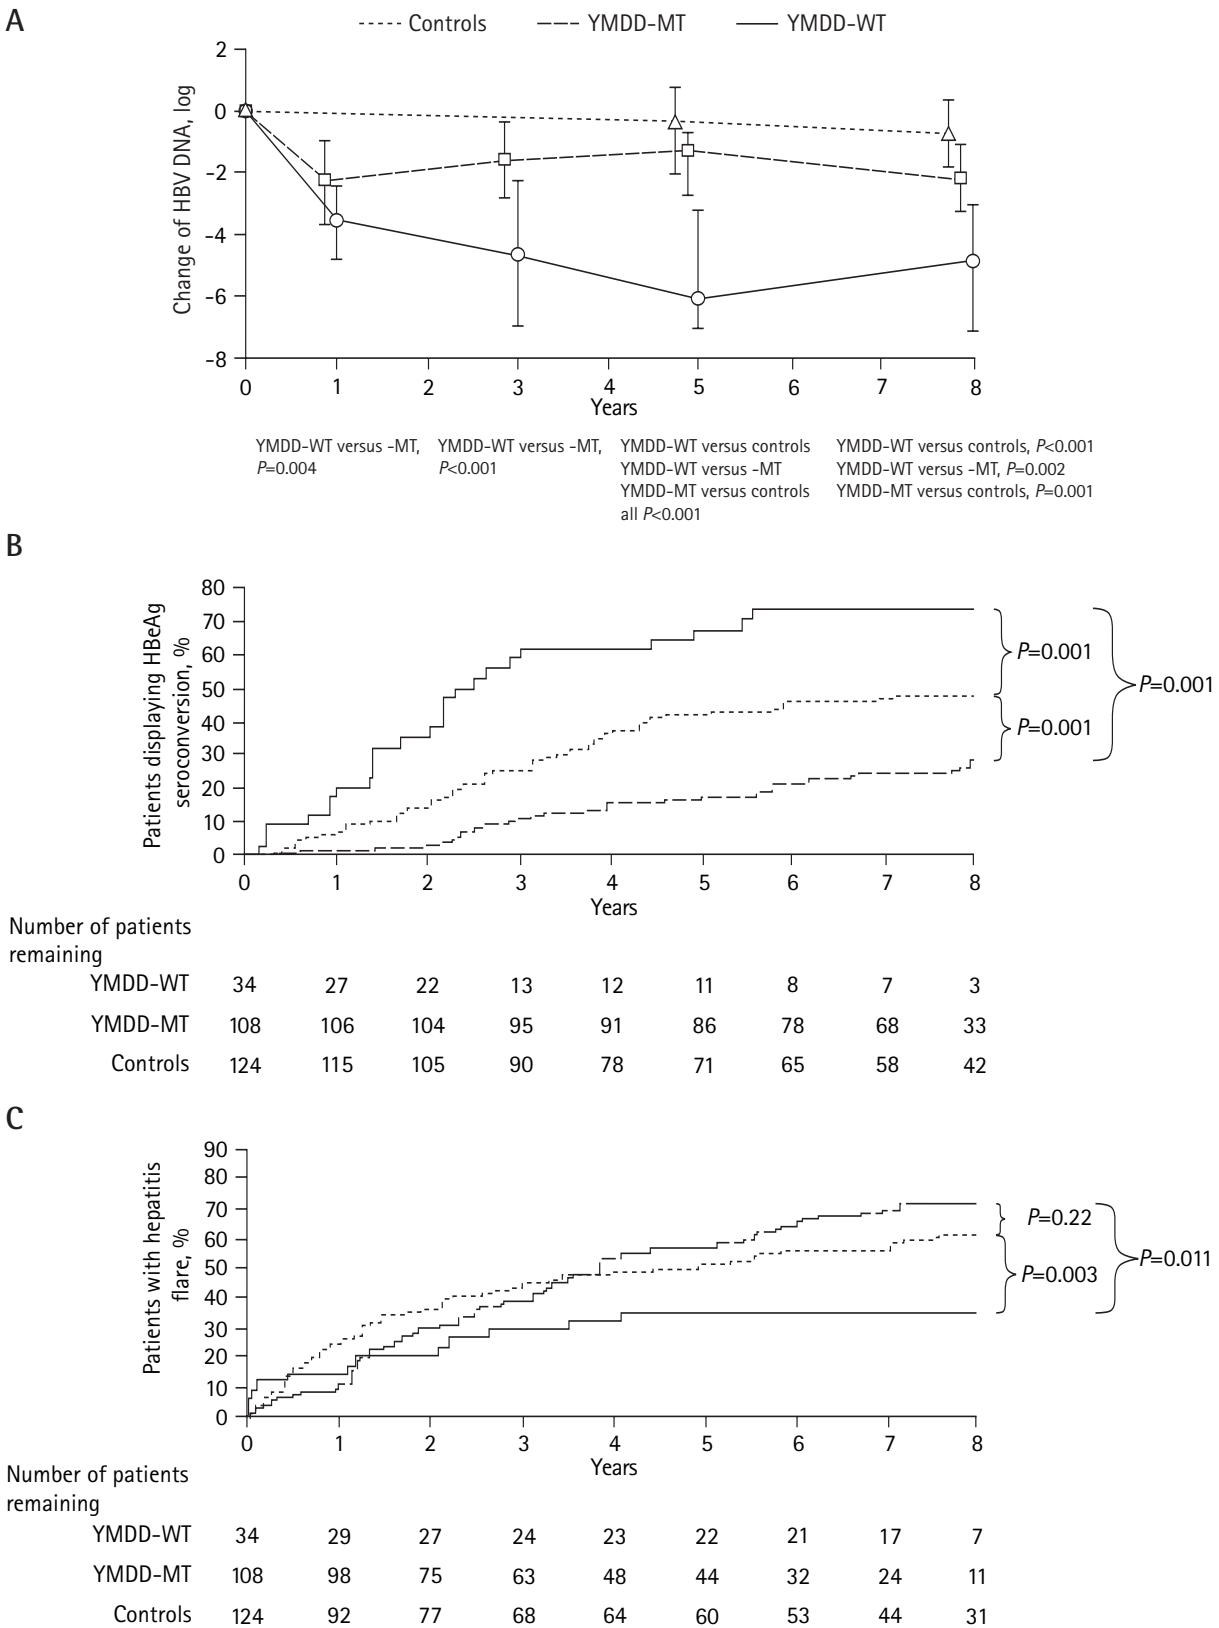 A
Controls YMDD-MT YMDD-WT
Change of HBV DNA, log
2
0
-2
-4
-6
-8
0 1 2 3 4 5 6 7 8
Years
YMDD-WT versus -MT,
P=0.004
YMDD-WT versus -MT,
P<0.001
YMDD-WT versus controls
YMDD-WT versus -MT
YMDD-MT versus controls
all P<0.001
YMDD-WT versus controls, P<0.001
YMDD-WT versus -MT, P=0.002
YMDD-MT versus controls, P=0.001
B
Patients displaying HBeAg
seroconversion, %
80
70
60
50
40
30
20
10
0
0 1 2 3 4 5 6 7 8
Years
P=0.001
P=0.001
P=0.001
Number of patients
remaining
YMDD-WT 34 27 22 13 12 11 8 7 3
YMDD-MT 108 106 104 95 91 86 78 68 33
Controls 124 115 105 90 78 71 65 58 42
C
Patients with hepatitis
flare, %
90
80
70
60
50
40
30
20
10
0
0 1 2 3 4 5 6 7 8
Years
P=0.22
P=0.011
P=0.003
Number of patients
remaining
YMDD-WT 34 29 27 24 23 22 21 17 7
YMDD-MT 108 98 75 63 48 44 32 24 11
Controls 124 92 77 68 64 60 53 44 31